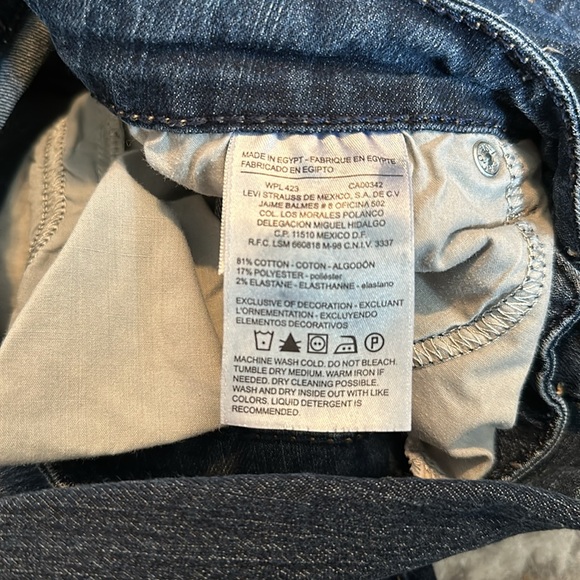 MADE IN EGYPT - FABRIQUE EN EGYPTE
FABRICADO EN EGIPTO
WPL 423 CA00342
LEVI STRAUSS DE MEXICO, S.A. DE C.V
JAIME BALMES # 8 OFICINA 502
COL. LOS MORALES POLANCO
DELEGACION MIGUEL HIDALGO
C.P. 11510 MEXICO D.F.
R.F.C. LSM 660818 M-98 C.N.I.V. 3337
81% COTTON - COTON - ALGODÓN
17% POLYESTER - poliéster
2% ELASTANE - ELASTHANNE - elastano
EXCLUSIVE OF DECORATION - EXCLUANT
L'ORNEMENTATION - EXCLUYENDO
ELEMENTOS DECORATIVOS
P
MACHINE WASH COLD. DO NOT BLEACH.
TUMBLE DRY MEDIUM. WARM IRON IF
NEEDED. DRY CLEANING POSSIBLE.
WASH AND DRY INSIDE OUT WITH LIKE
COLORS. LIQUID DETERGENT IS
RECOMMENDED.